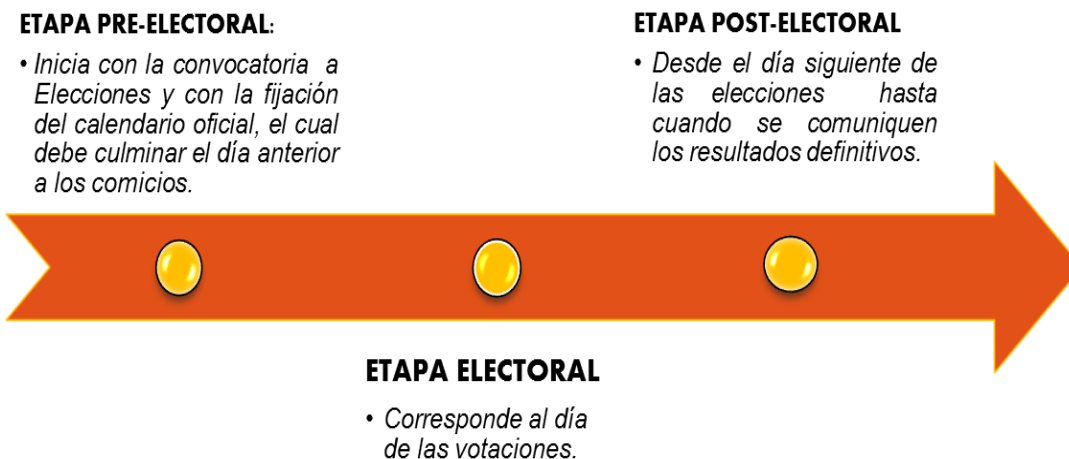 ETAPA PRE-ELECTORAL:
• Inicia con la convocatoria a
Elecciones y con la fijación
del calendario oficial, el cual
debe culminar el día anterior
a los comicios.
ETAPA ELECTORAL
• Corresponde al día
de las votaciones.
ETAPA POST-ELECTORAL
• Desde el día siguiente de
las elecciones hasta
cuando se comuniquen
los resultados definitivos.